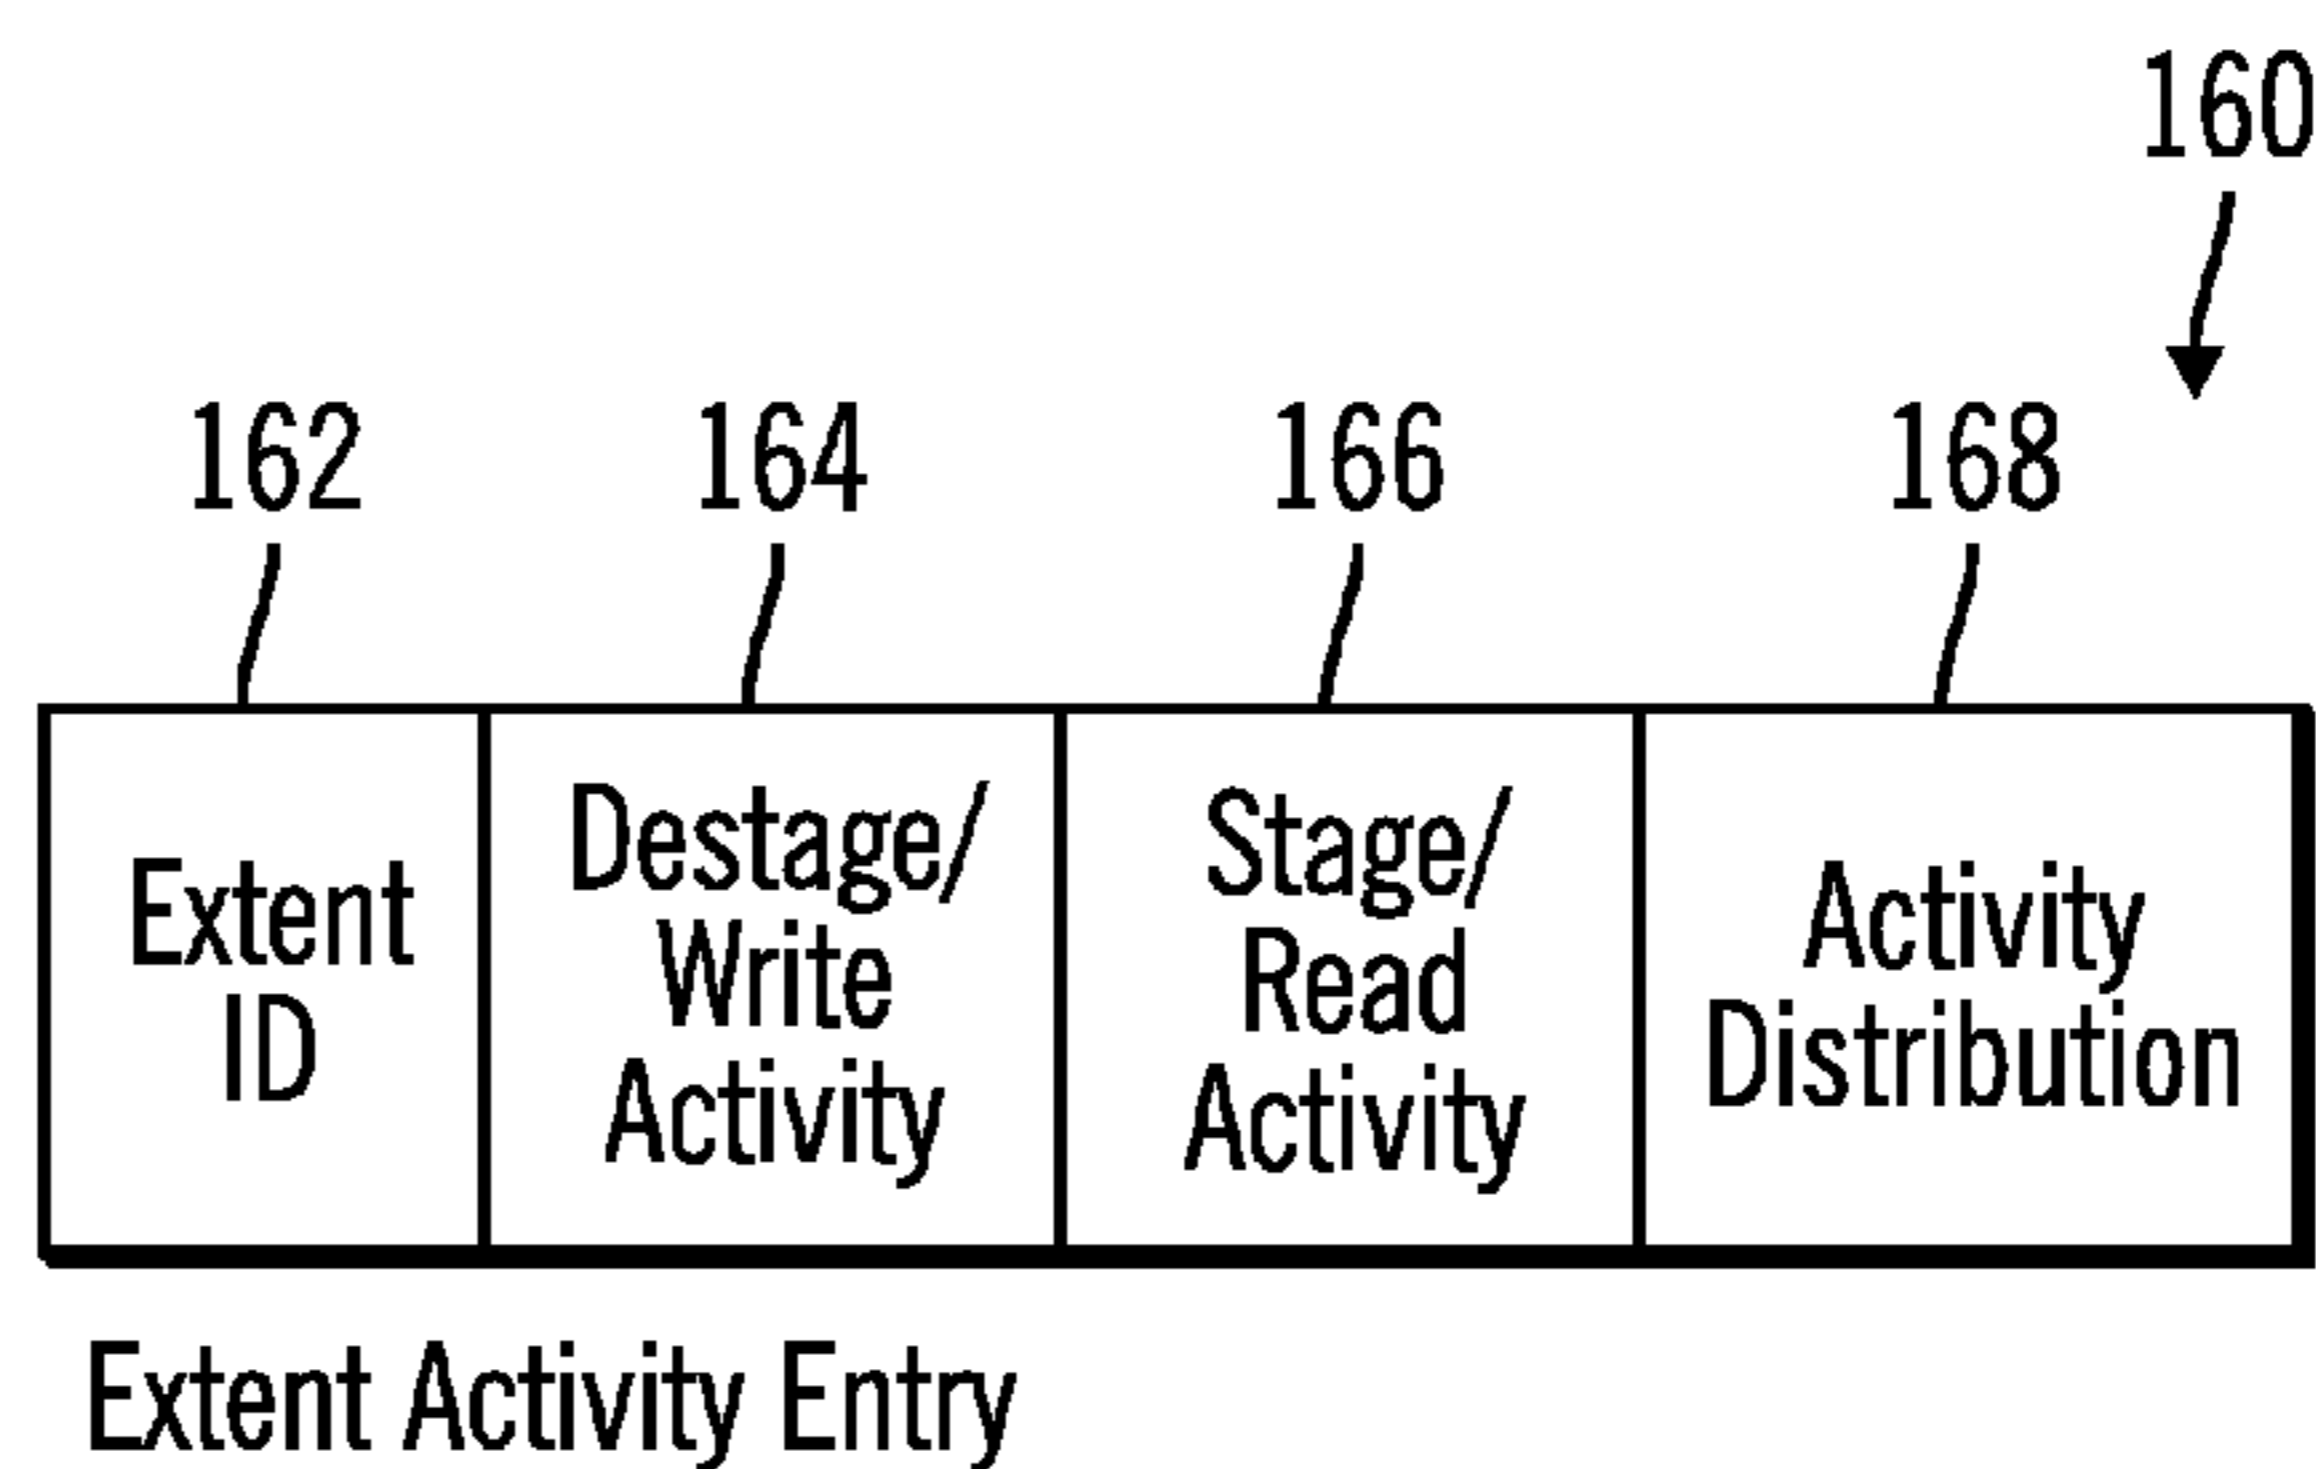 160
162 164 166 168
Extent
ID
Destage/
Write
Activity
Stage/
Read
Activity
Activity
Distribution
Extent Activity Entry